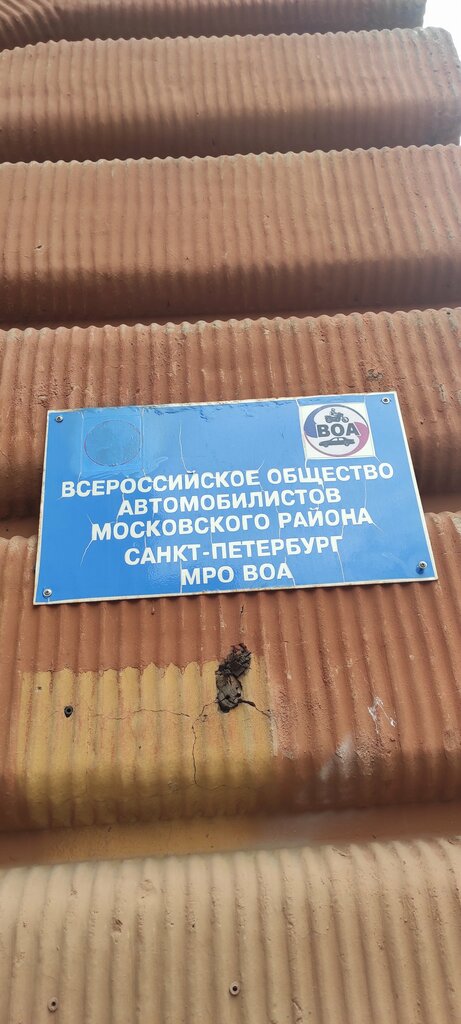 ВОА
ВСЕРОССИЙСКОЕ ОБЩЕСТВО
АВТОМОБИЛИСТОВ
МОСКОВСКОГО РАЙОНА
САНКТ-ПЕТЕРБУРГ
МРО ВОА